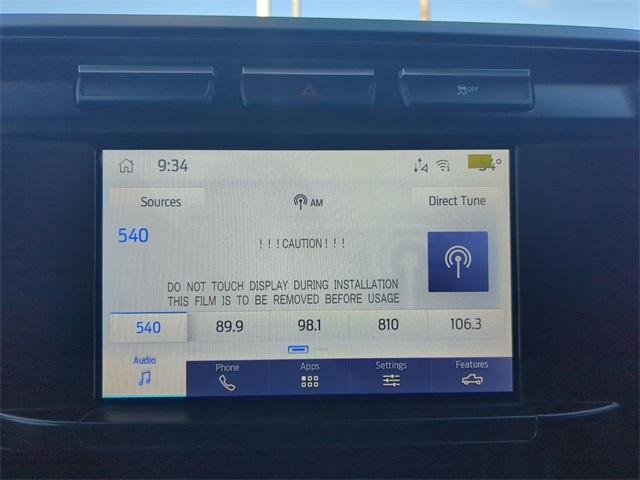 OFF
9:34
Sources
AM
Direct Tune
540
!!!CAUTION!!!
DO NOT TOUCH DISPLAY DURING INSTALLATION
THIS FILM IS TO BE REMOVED BEFORE USAGE
540 89.9 98.1 810 106.3
Audio Phone Apps Settings Features